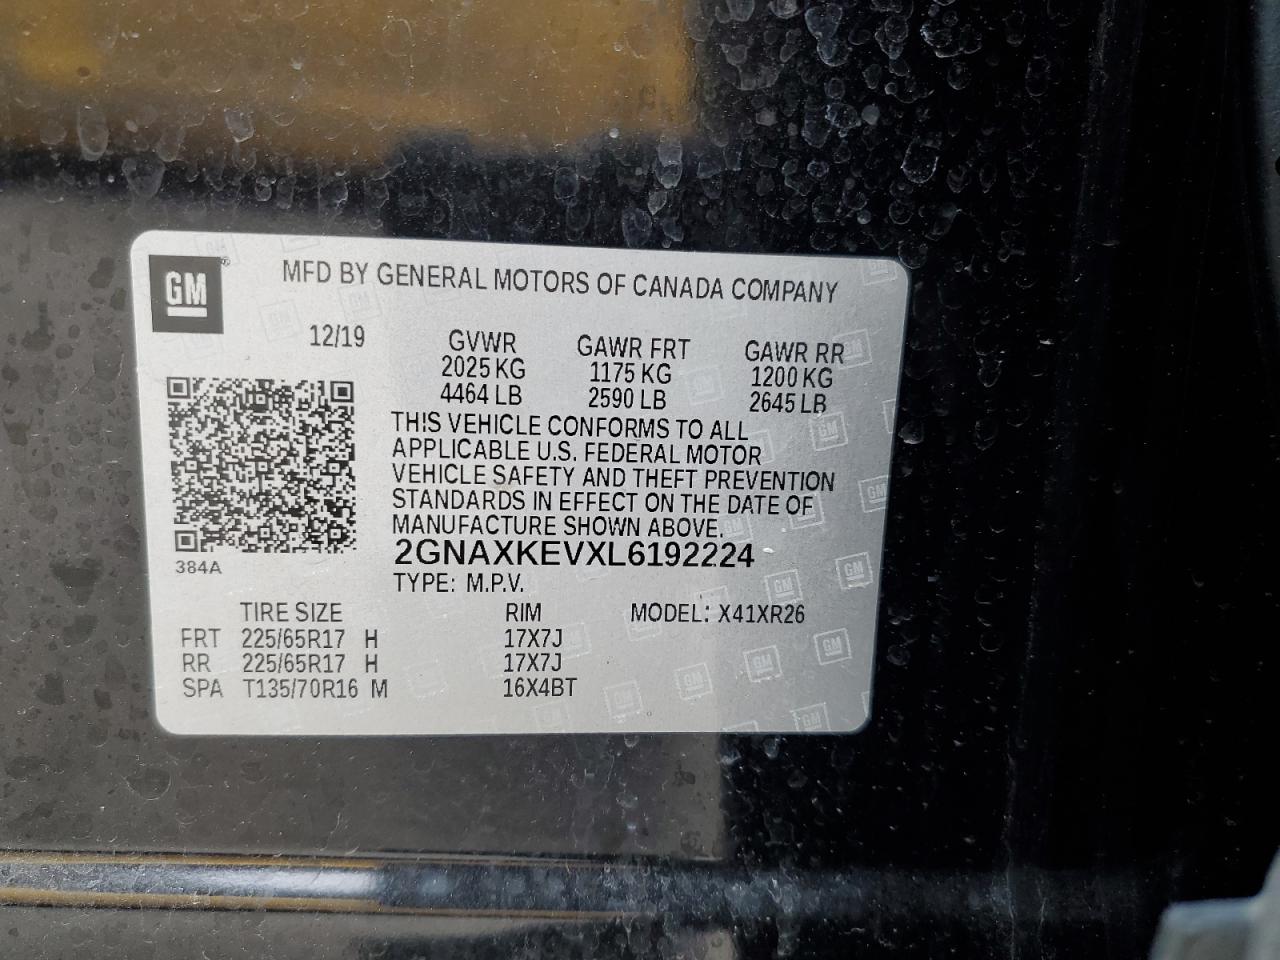 GM
MFD BY GENERAL MOTORS OF CANADA COMPANY
12/19
GVWR GAWR FRT GAWR RR
2025 KG 1175 KG 1200 KG
4464 LB 2590 LB 2645 LB
THIS VEHICLE CONFORMS TO ALL
APPLICABLE U.S. FEDERAL MOTOR
VEHICLE SAFETY AND THEFT PREVENTION
STANDARDS IN EFFECT ON THE DATE OF
MANUFACTURE SHOWN ABOVE.
2GNAXKEVXL6192224
384A
TYPE: M.P.V.
TIRE SIZE RIM MODEL: X41XR26
FRT 225/65R17 H 17X7J
RR 225/65R17 H 17X7J
SPA T135/70R16 M 16X4BT